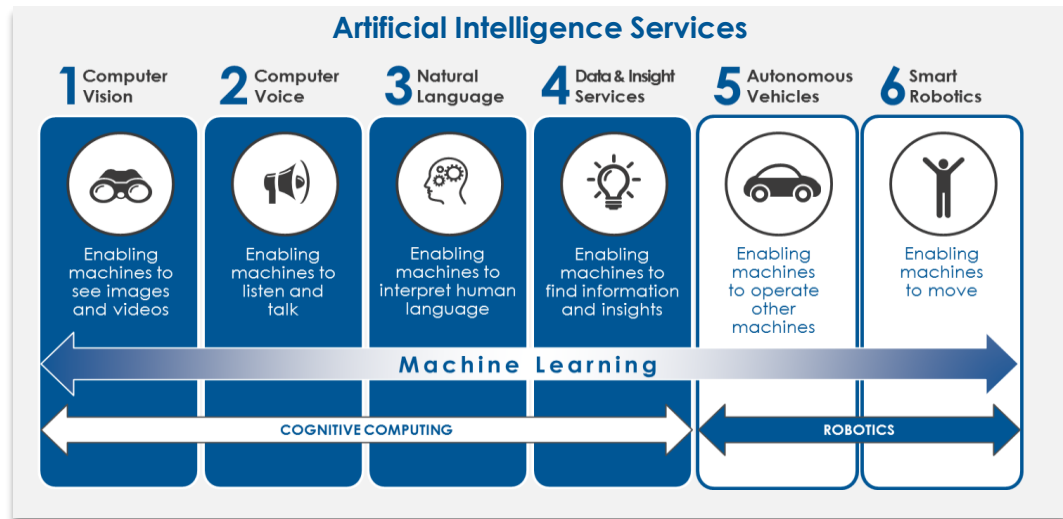 Artificial Intelligence Services
1 Computer
Vision
2 Computer
Voice
3 Natural
Language
4 Data & Insight
Services
5 Autonomous
Vehicles
6 Smart
Robotics
Enabling
machines to
see images
and videos
Enabling
machines to
listen and
talk
Enabling
machines to
interpret human
language
Enabling
machines to
find information
and insights
Enabling
machines
to operate
other
machines
Enabling
machines
to move
Machine Learning
COGNITIVE COMPUTING
ROBOTICS